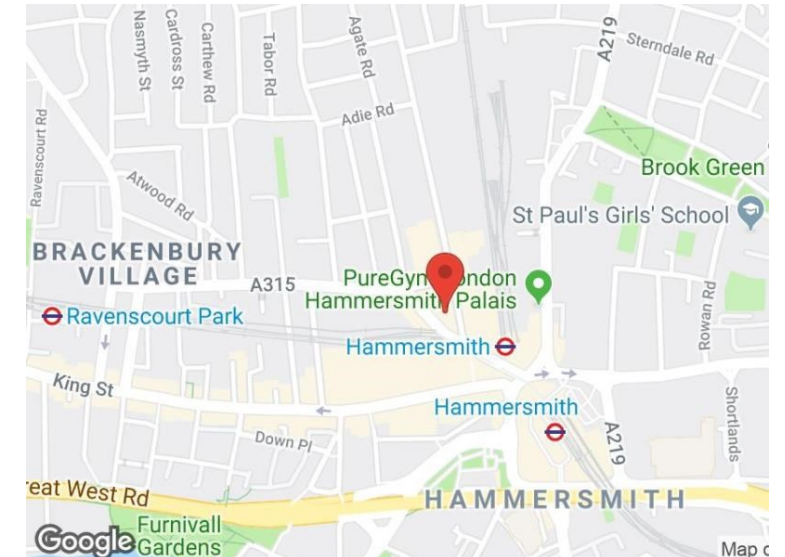 Nasmyth St
Cardross St
Carthew Rd
Tabor Rd
Agate Rd
A219
Sterndale Rd
Adie Rd
Ravenscourt Rd
Atwood Rd
Brook Green
St Paul's Girls' School
BRACKENBURY
VILLAGE
A315
Hammersmith Palais
Rowan Rd
Ravenscourt Park
Hammersmith
King St
Hammersmith
Shortlands
Down Pl
A219
West Rd
HAMMERSMITH
Furnivall
Gardens
Google
Map